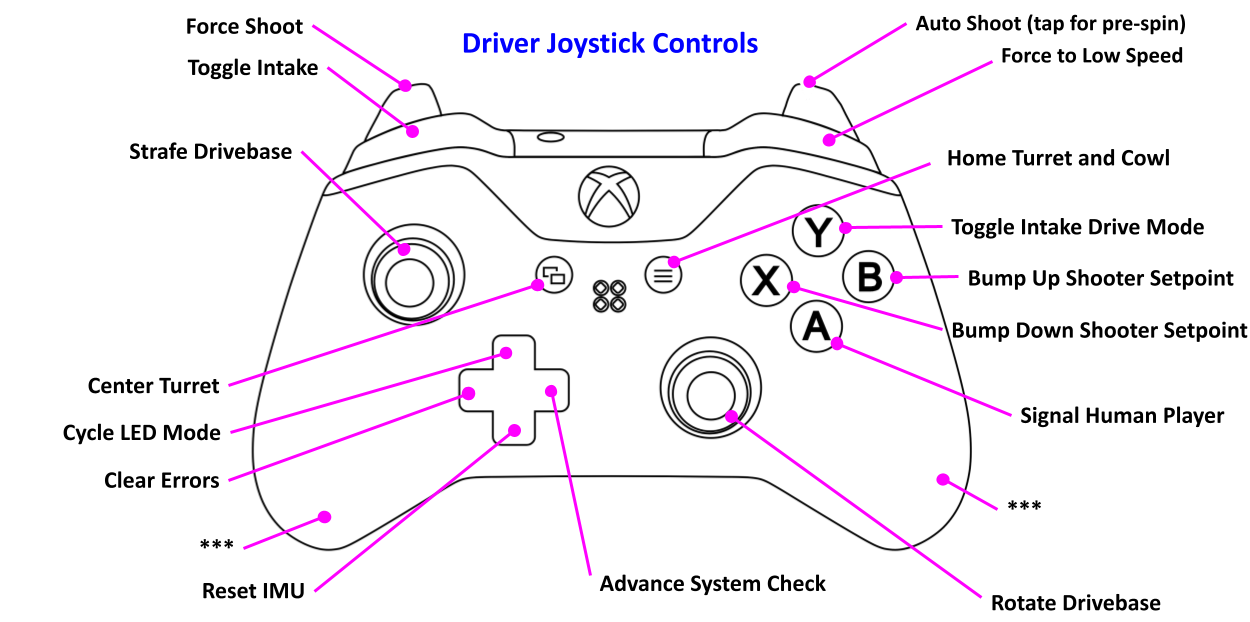 Driver Joystick Controls
Force Shoot
Toggle Intake
Strafe Drivebase
Center Turret
Cycle LED Mode
Clear Errors
***
Reset IMU
Auto Shoot (tap for pre-spin)
Force to Low Speed
Home Turret and Cowl
Toggle Intake Drive Mode
Bump Up Shooter Setpoint
Bump Down Shooter Setpoint
Signal Human Player
***
Rotate Drivebase
Advance System Check
Y
X
B
A